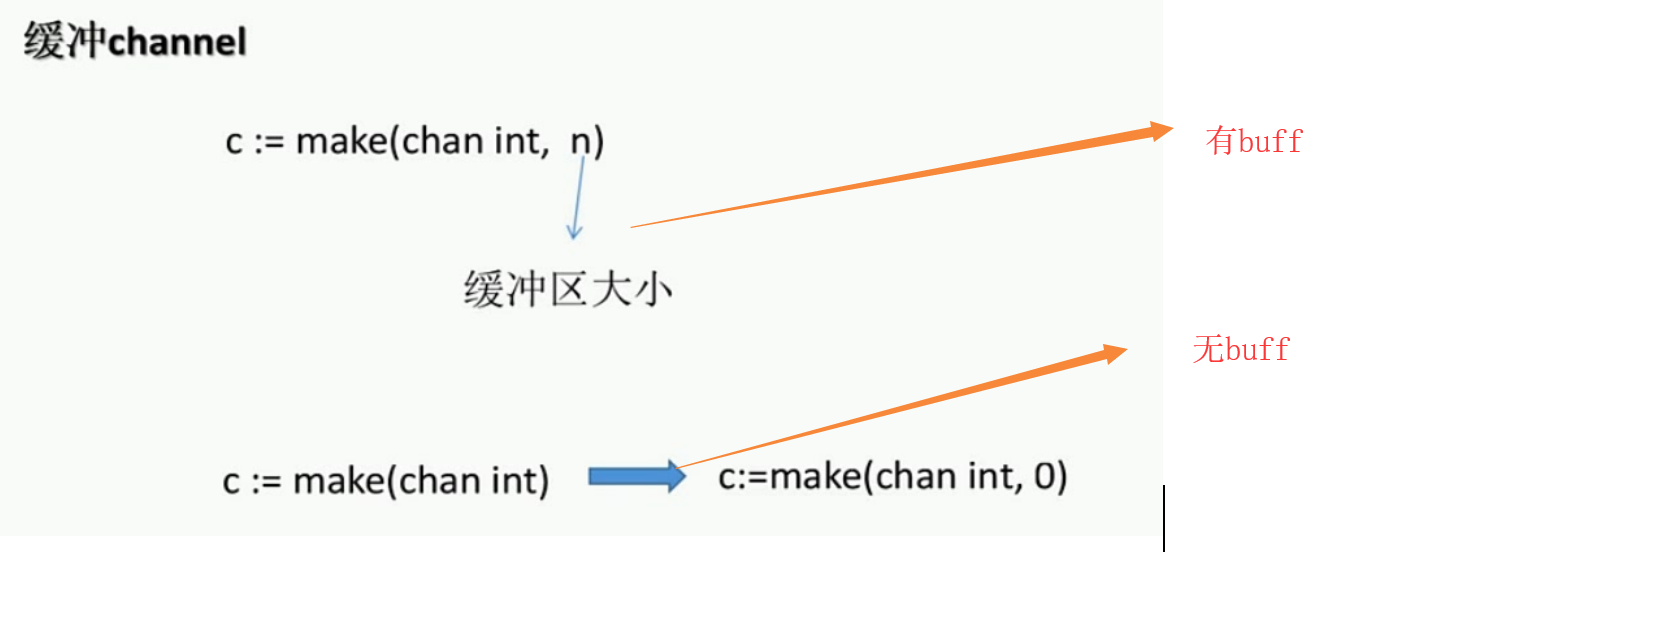 缓冲channel
c := make(chan int, n)
有buff
缓冲区大小
无buff
c := make(chan int)
c:=make(chan int, 0)